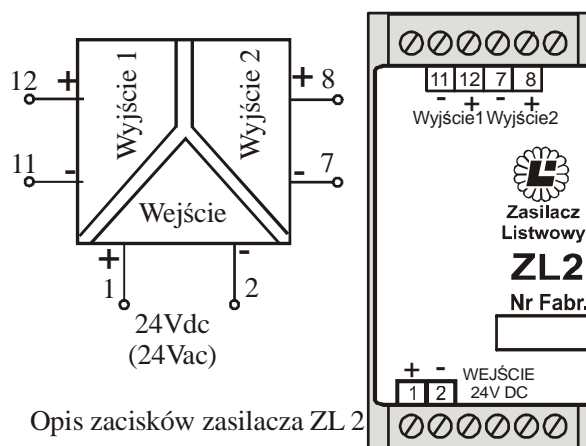 12
+
11
-
Wyjście 1
Wyjście 2
+
8
-
7
Wejście
+
-
1
2
24Vdc
(24Vac)
Opis zacisków zasilacza ZL 2
11 12 7 8
- + - +
Wyjście1 Wyjście2
Zasilacz
Listwowy
ZL2
Nr Fabr.
+ -
1 2
WEJŚCIE
24V DC